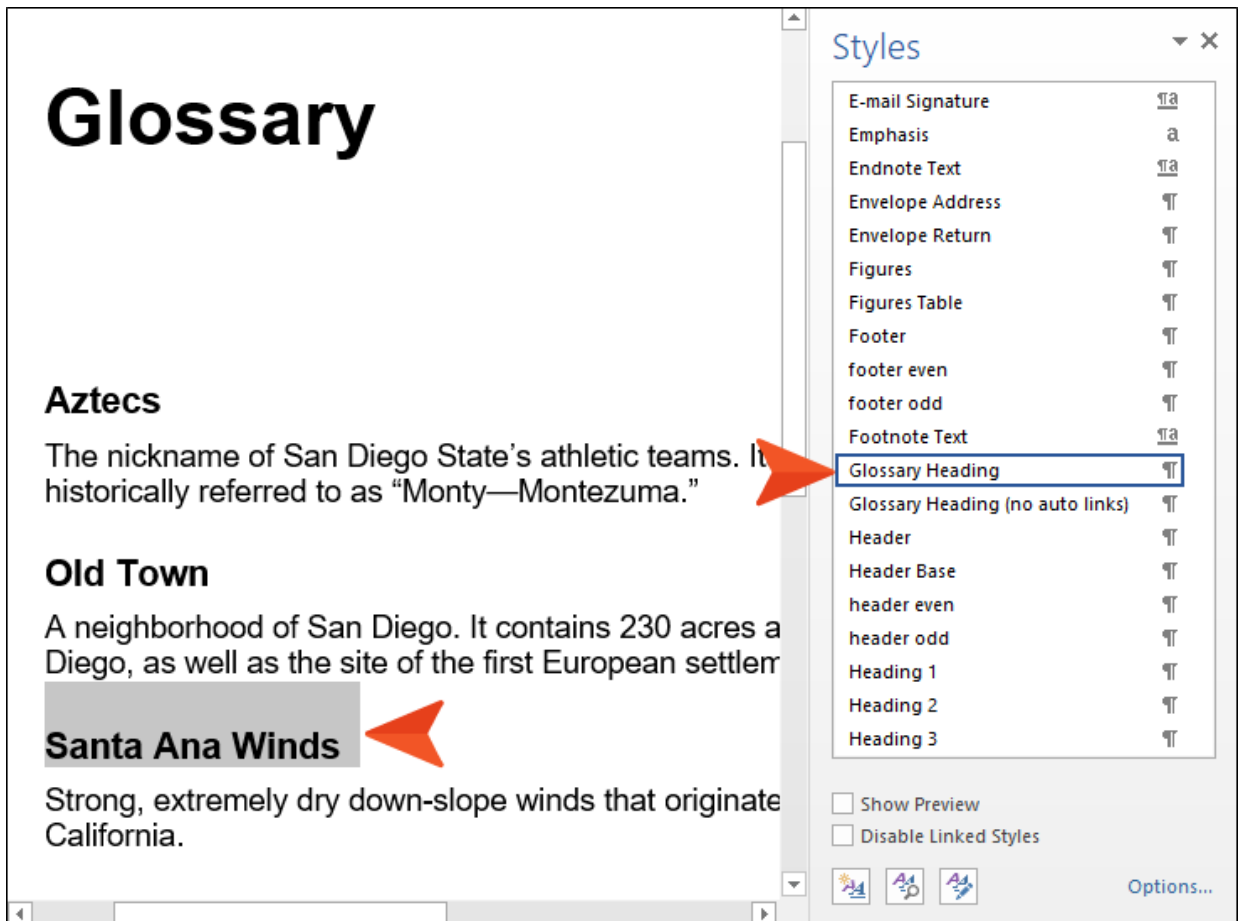 Glossary
Aztecs
The nickname of San Diego State’s athletic teams. It
historically referred to as “Monty—Montezuma.”
Old Town
A neighborhood of San Diego. It contains 230 acres a
Diego, as well as the site of the first European settlem
Santa Ana Winds
Strong, extremely dry down-slope winds that originate
California.
Styles
E-mail Signature ¶a
Emphasis a
Endnote Text ¶a
Envelope Address ¶
Envelope Return ¶
Figures ¶
Figures Table ¶
Footer ¶
footer even ¶
footer odd ¶
Footnote Text ¶a
Glossary Heading ¶
Glossary Heading (no auto links) ¶
Header ¶
Header Base ¶
header even ¶
header odd ¶
Heading 1 ¶
Heading 2 ¶
Heading 3 ¶
Show Preview
Disable Linked Styles
Options...